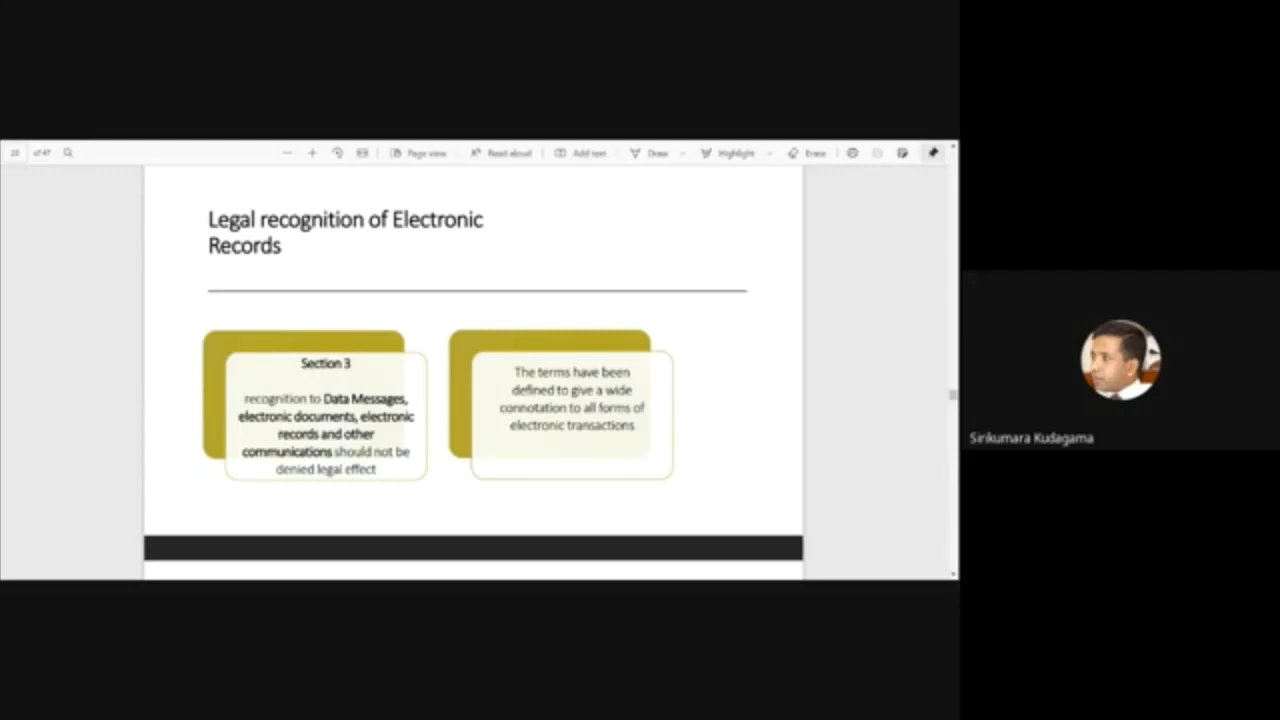 of 47
Page view
Read aloud
Add text
Draw
Highlight
Erase
Legal recognition of Electronic
Records
Section 3
recognition to Data Messages,
electronic documents, electronic
records and other
communications should not be
denied legal effect
The terms have been
defined to give a wide
connotation to all forms of
electronic transactions
Sirikumara Kudagama